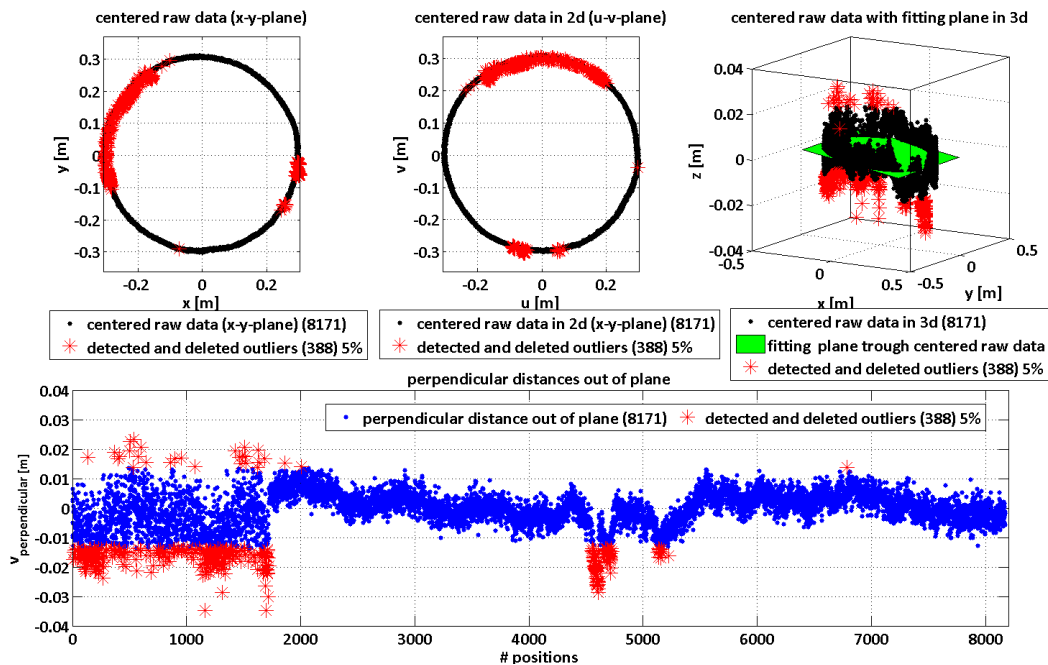 centered raw data (x-y-plane)
0.3
0.2
0.1
0
-0.1
-0.2
-0.3
y [m]
-0.2
0
0.2
x [m]
centered raw data (x-y-plane) (8171)
detected and deleted outliers (388) 5%
centered raw data in 2d (u-v-plane)
0.3
0.2
0.1
0
-0.1
-0.2
-0.3
v [m]
-0.2
0
0.2
u [m]
centered raw data in 2d (x-y-plane) (8171)
detected and deleted outliers (388) 5%
centered raw data with fitting plane in 3d
0.04
0.02
0
-0.02
-0.04
z [m]
-0.5
0
0.5
x [m]
-0.5
0
0.5
y [m]
centered raw data in 3d (8171)
fitting plane trough centered raw data
detected and deleted outliers (388) 5%
perpendicular distances out of plane
perpendicular distance out of plane (8171)
detected and deleted outliers (388) 5%
0.04
0.03
0.02
0.01
0
-0.01
-0.02
-0.03
-0.04
vperpendicular [m]
0
1000
2000
3000
4000
5000
6000
7000
8000
# positions